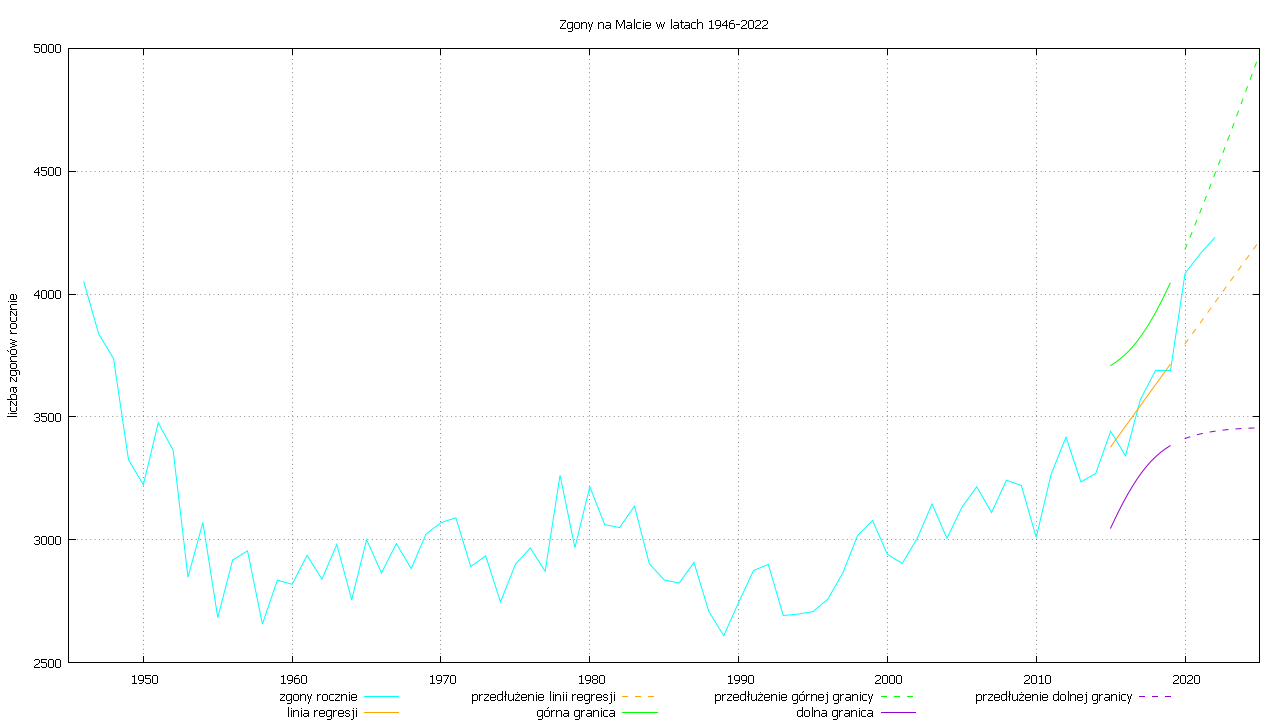 Zgony na Malcie w latach 1946-2022
5000
4500
4000
3500
3000
2500
liczba zgonów rocznie
1950 1960 1970 1980 1990 2000 2010 2020
zgony rocznie przedłużenie linii regresji przedłużenie górnej granicy przedłużenie dolnej granicy
linia regresji górna granica dolna granica